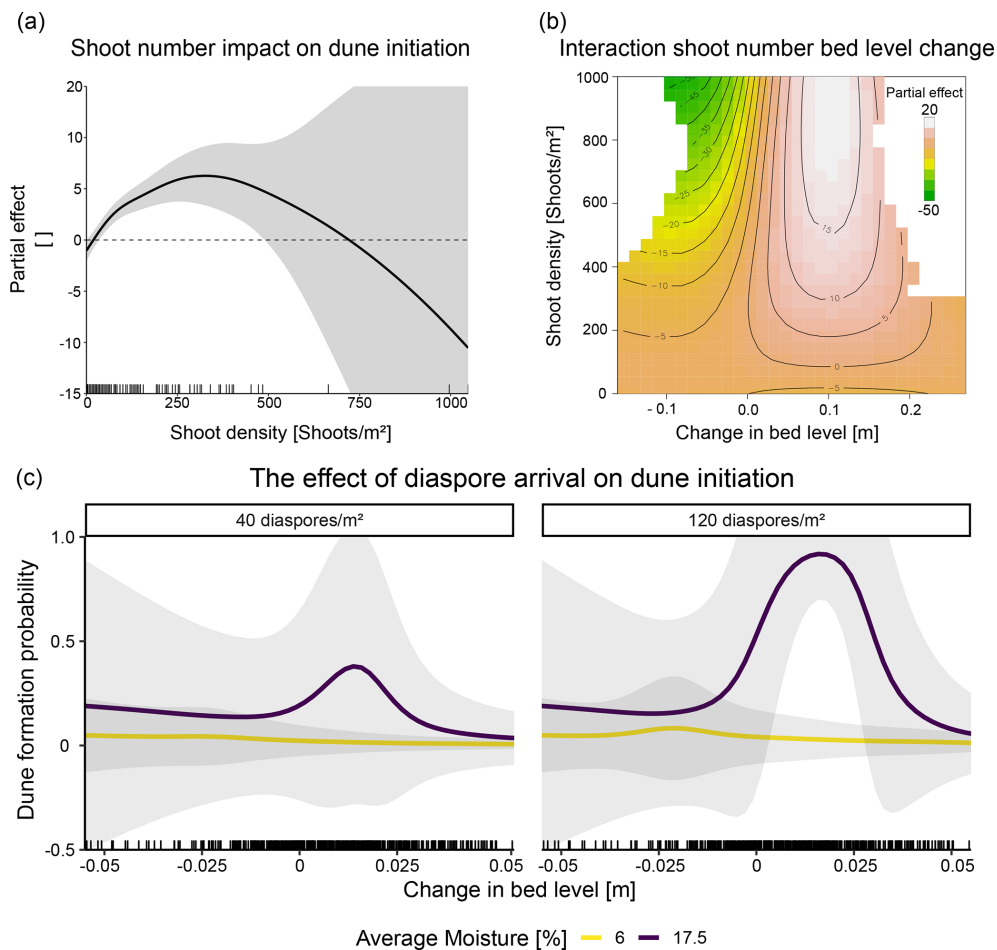 (a)
Shoot number impact on dune initiation
20
10
5
0
-5
-10
-15
Partial effect
[ ]
0 250 500 750 1000
Shoot density [Shoots/m²]
(b)
Interaction shoot number bed level change
1000
800
600
400
200
0
Shoot density [Shoots/m²]
Partial effect
20
-50
-45
-35
-30
-25
-20
-15
-10
-5
15
10
5
0
-5
-0.1 0.0 0.1 0.2
Change in bed level [m]
(c)
The effect of diaspore arrival on dune initiation
40 diaspores/m² 120 diaspores/m²
1.0
0.5
0
-0.5
Dune formation probability
-0.05 -0.025 0 0.025 0.05 -0.05 -0.025 0 0.025 0.05
Change in bed level [m]
Average Moisture [%] 6 17.5